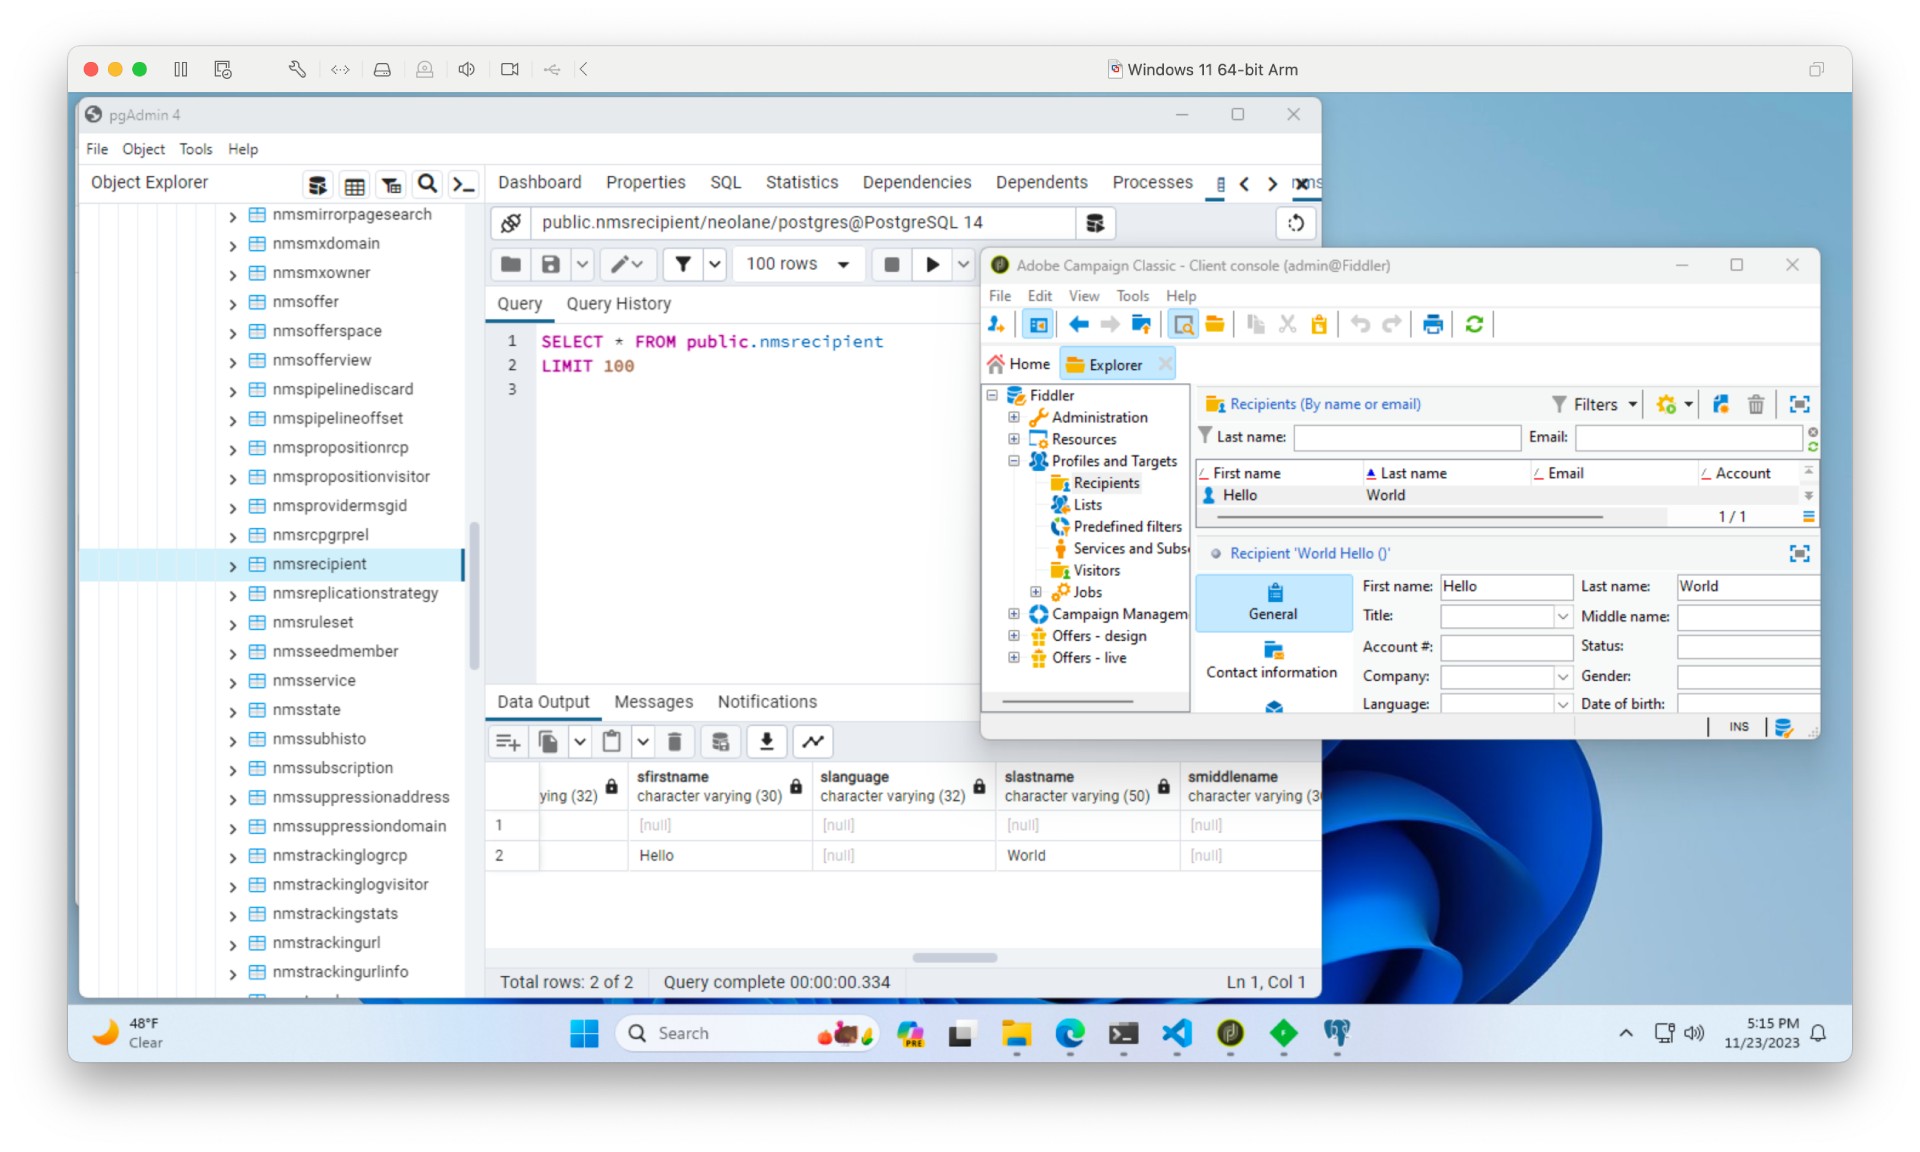 Windows 11 64-bit Arm
pgAdmin 4
File Object Tools Help
Object Explorer
nmsmirrorpagesearch
nmsmxdomain
nmsmxowner
nmsoffer
nmsofferspace
nmsofferview
nmspipelinediscard
nmspipelineoffset
nmspropositionrcp
nmspropositionvisitor
nmsprovidermsgid
nmsrcpgrprel
nmsrecipient
nmsreplicationstrategy
nmsruleset
nmsseedmember
nmsservice
nmsstate
nmssubhisto
nmssubscription
nmssuppressionaddress
nmssuppressiondomain
nmstrackinglogrcp
nmstrackinglogvisitor
nmstrackingstats
nmstrackingurl
nmstrackingurlinfo
Dashboard Properties SQL Statistics Dependencies Dependents Processes
public.nmsrecipient/neolane/postgres@PostgreSQL 14
100 rows
Query Query History
1 SELECT * FROM public.nmsrecipient
2 LIMIT 100
3
Data Output Messages Notifications
sfirstname slanguage slastname smiddlename
ying (32) character varying (30) character varying (32) character varying (50) character varying (3
1 [null] [null] [null] [null]
2 Hello [null] World [null]
Total rows: 2 of 2 Query complete 00:00:00.334 Ln 1, Col 1
Adobe Campaign Classic - Client console (admin@Fiddler)
File Edit View Tools Help
Home Explorer
Fiddler
Administration
Resources
Profiles and Targets
Recipients
Lists
Predefined filters
Services and Subs
Visitors
Jobs
Campaign Managem
Offers - design
Offers - live
Recipients (By name or email) Filters
Last name: Email:
First name Last name Email Account
Hello World
1 / 1
Recipient 'World Hello ()'
General
Contact information
First name: Hello Last name: World
Title: Middle name:
Account #: Status:
Company: Gender:
Language: Date of birth:
INS
48°F
Clear
Search
PRE
5:15 PM
11/23/2023